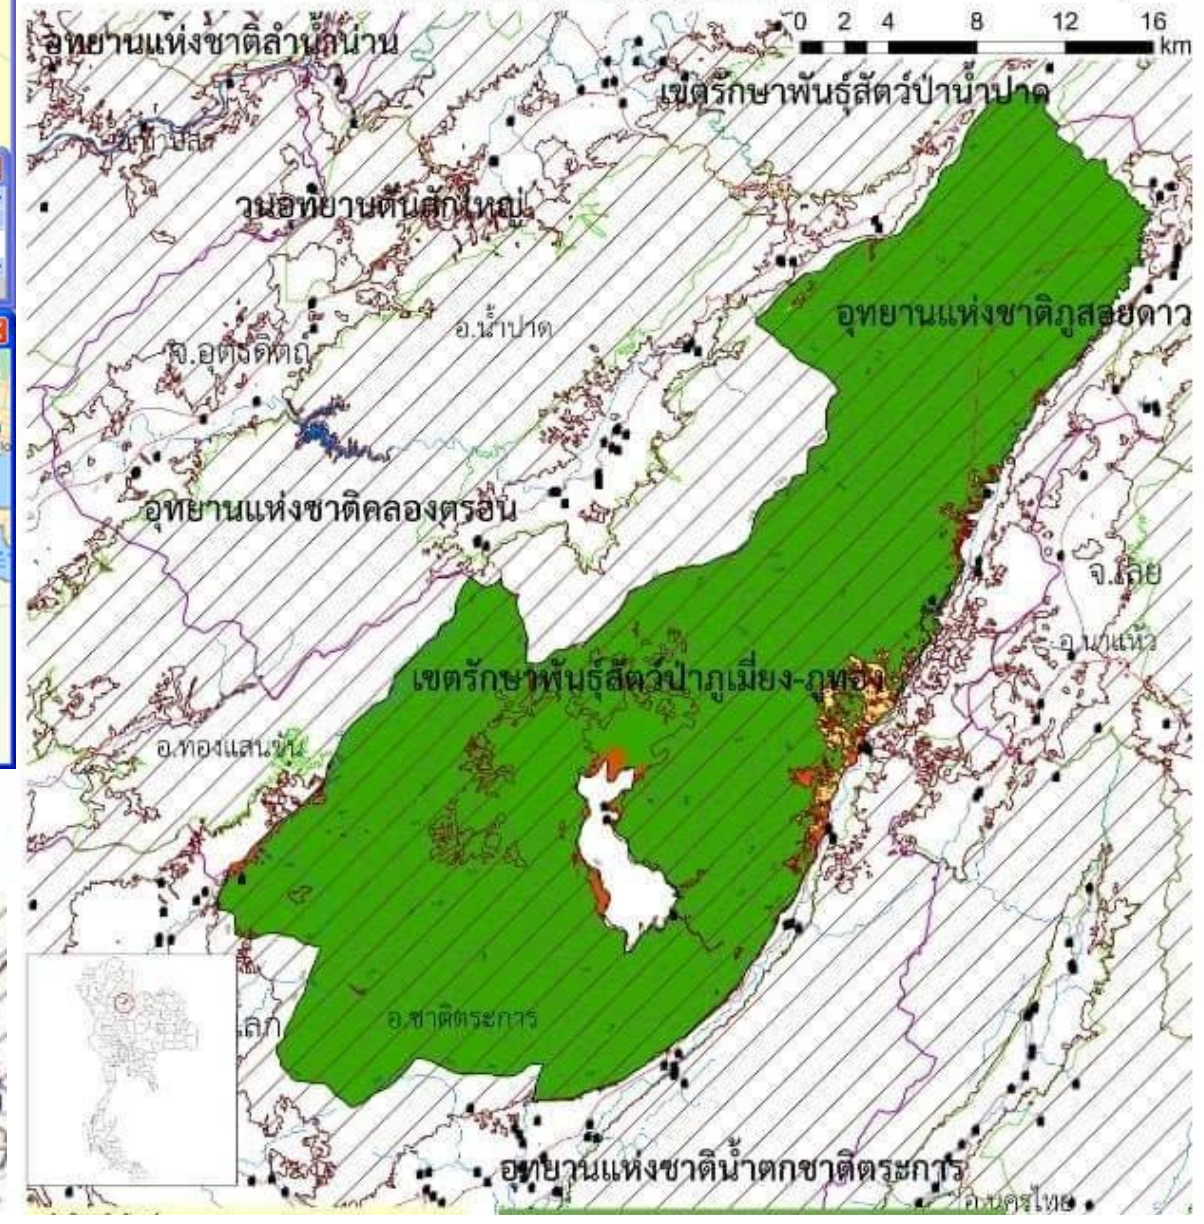 0 2 4 8 12 16
km
อุทยานแห่งชาติลำน้ำน่าน
เขตรักษาพันธุ์สัตว์ป่าน้ำปาด
วนอุทยานต้นสักใหญ่
อุทยานแห่งชาติภูสอยดาว
อ.น้ำปาด
จ.อุตรดิตถ์
อุทยานแห่งชาติคลองตรอน
จ.เลย
อ.นาแห้ว
เขตรักษาพันธุ์สัตว์ป่าภูเมี่ยง-ภูทอง
อ.ทองแสนขัน
อ.ชาติตระการ
อุทยานแห่งชาติน้ำตกชาติตระการ
อ.นครไทย